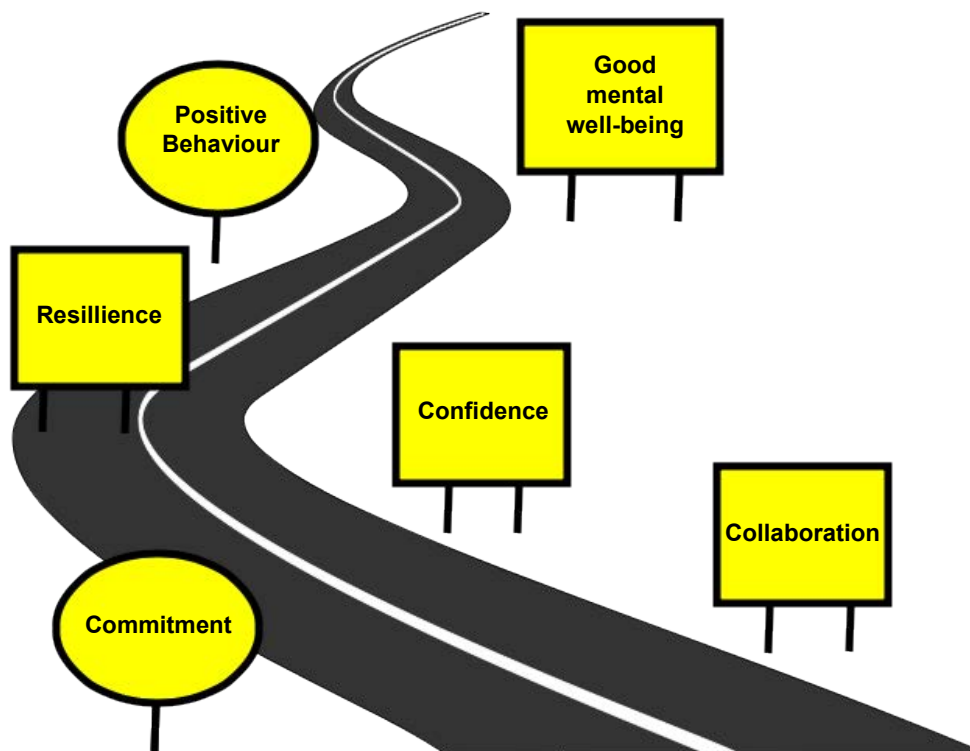 Good
mental
well-being
Positive
Behaviour
Resillience
Confidence
Collaboration
Commitment